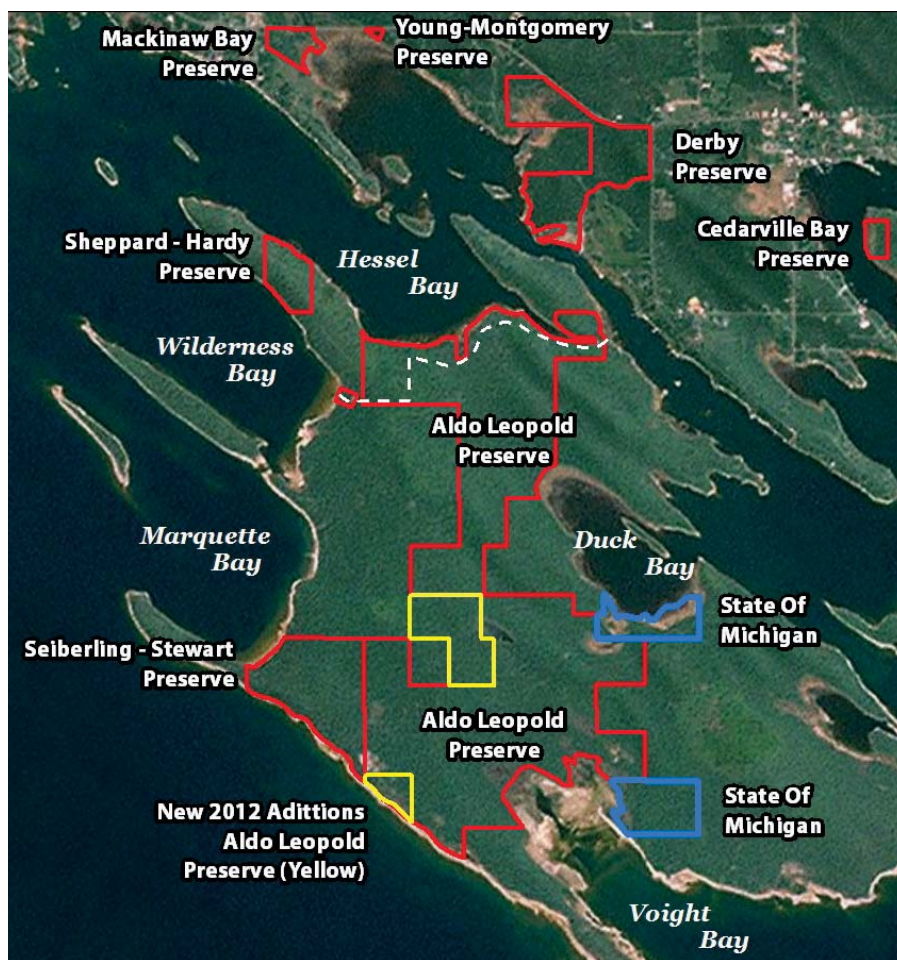 Mackinaw Bay
Preserve
Young-Montgomery
Preserve
Derby
Preserve
Cedarville Bay
Preserve
Sheppard - Hardy
Preserve
Hessel
Bay
Wilderness
Bay
Aldo Leopold
Preserve
Marquette
Bay
Duck
Bay
State Of
Michigan
Seiberling - Stewart
Preserve
Aldo Leopold
Preserve
New 2012 Adittions
Aldo Leopold
Preserve (Yellow)
State Of
Michigan
Voight
Bay